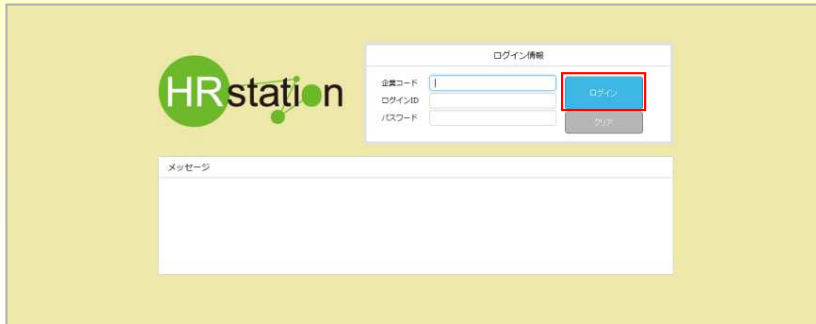 HRstation
ログイン情報
企業コード
ログインID
パスワード
ログイン
クリア
メッセージ